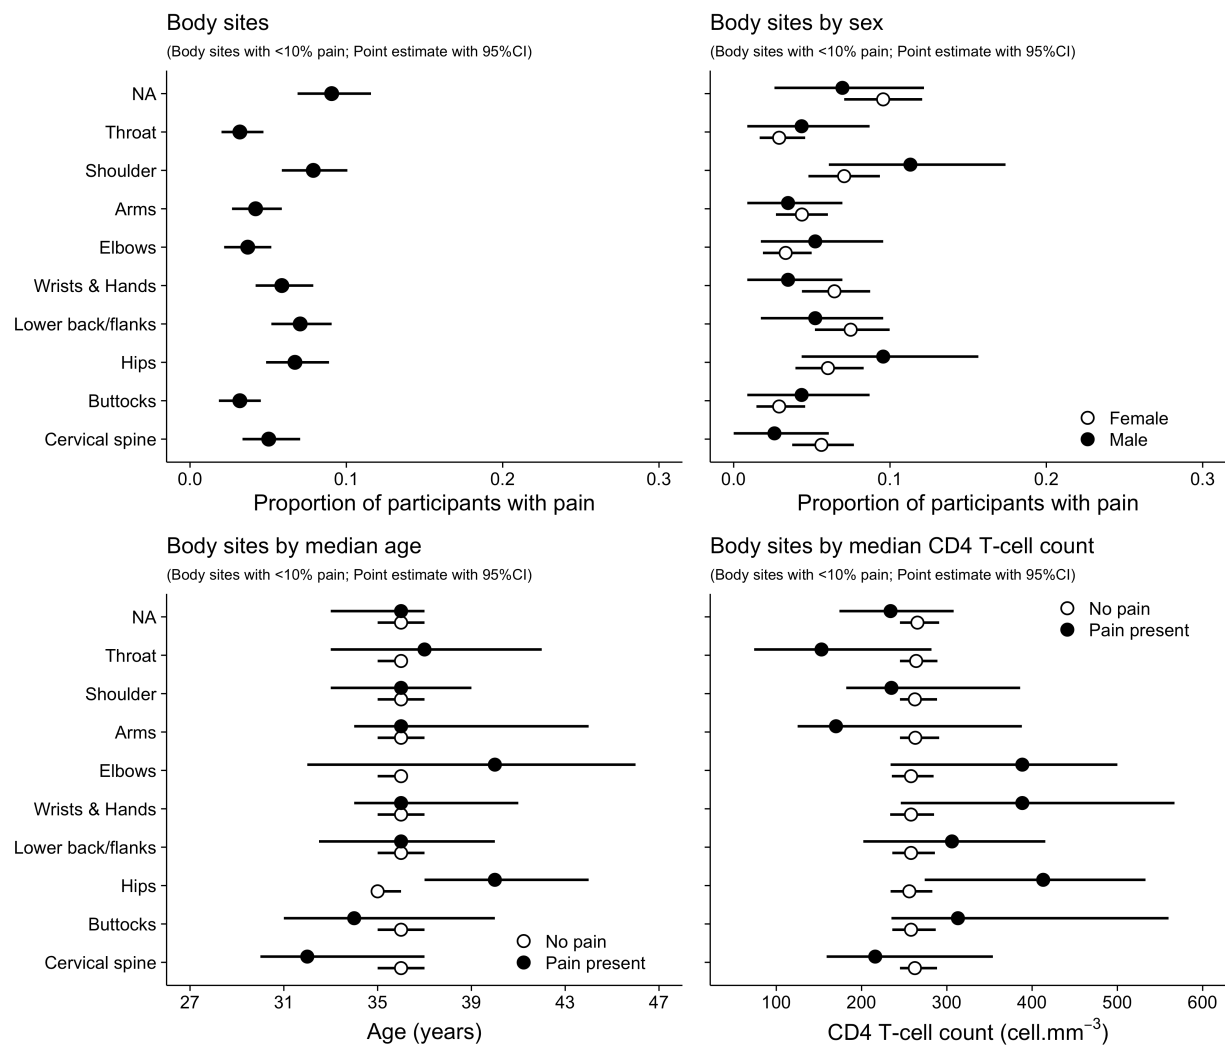 Body sites
(Body sites with <10% pain; Point estimate with 95%CI)
NA
Throat
Shoulder
Arms
Elbows
Wrists & Hands
Lower back/flanks
Hips
Buttocks
Cervical spine
0.0 0.1 0.2 0.3
Proportion of participants with pain
Body sites by sex
(Body sites with <10% pain; Point estimate with 95%CI)
Female
Male
0.0 0.1 0.2 0.3
Proportion of participants with pain
Body sites by median age
(Body sites with <10% pain; Point estimate with 95%CI)
NA
Throat
Shoulder
Arms
Elbows
Wrists & Hands
Lower back/flanks
Hips
Buttocks
Cervical spine
No pain
Pain present
27 31 35 39 43 47
Age (years)
Body sites by median CD4 T-cell count
(Body sites with <10% pain; Point estimate with 95%CI)
No pain
Pain present
100 200 300 400 500 600
CD4 T-cell count (cell.mm⁻³)